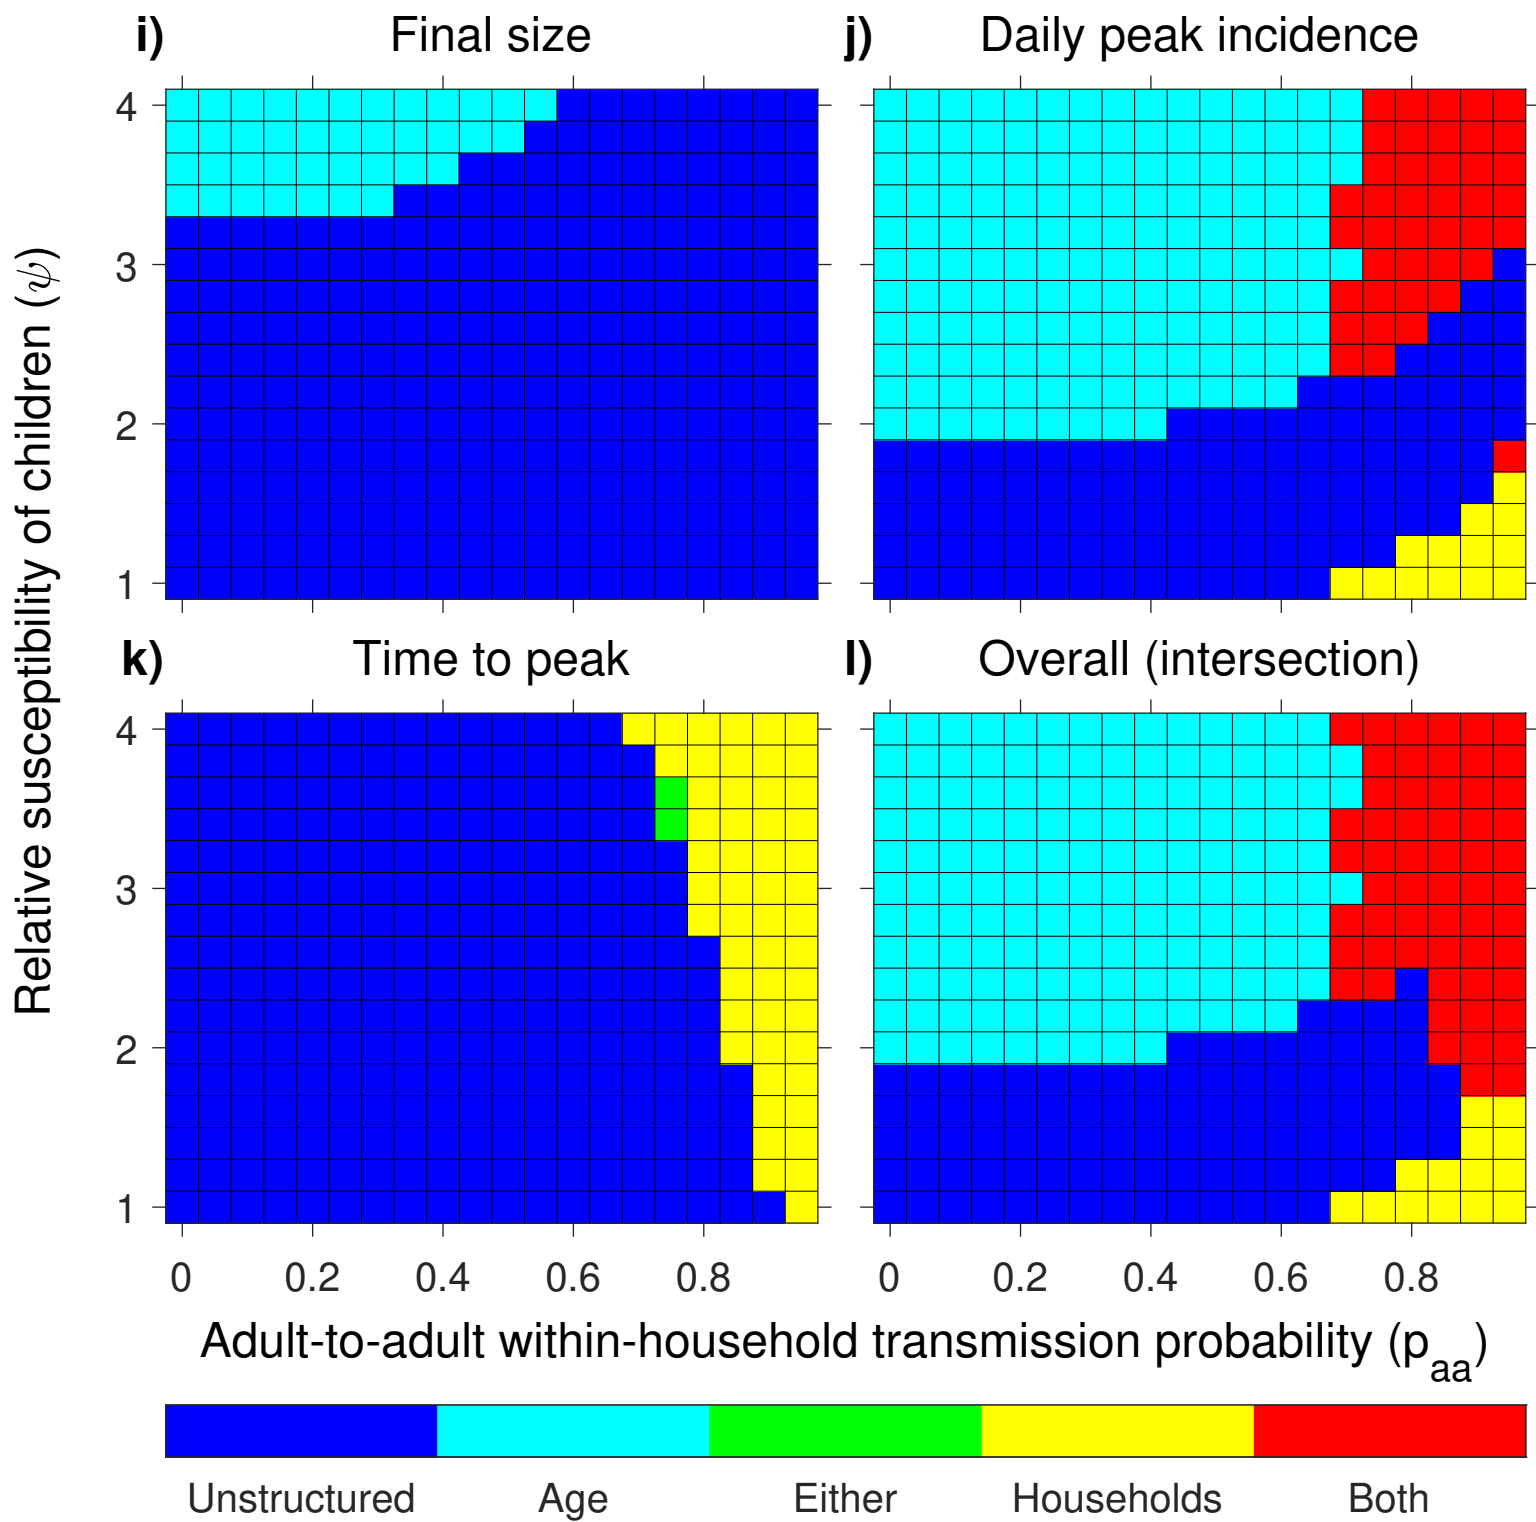 i) Final size
j) Daily peak incidence
4
3
2
1
k) Time to peak
l) Overall (intersection)
4
3
2
1
0 0.2 0.4 0.6 0.8
0 0.2 0.4 0.6 0.8
Relative susceptibility of children (ψ)
Adult-to-adult within-household transmission probability (p_aa)
Unstructured Age Either Households Both